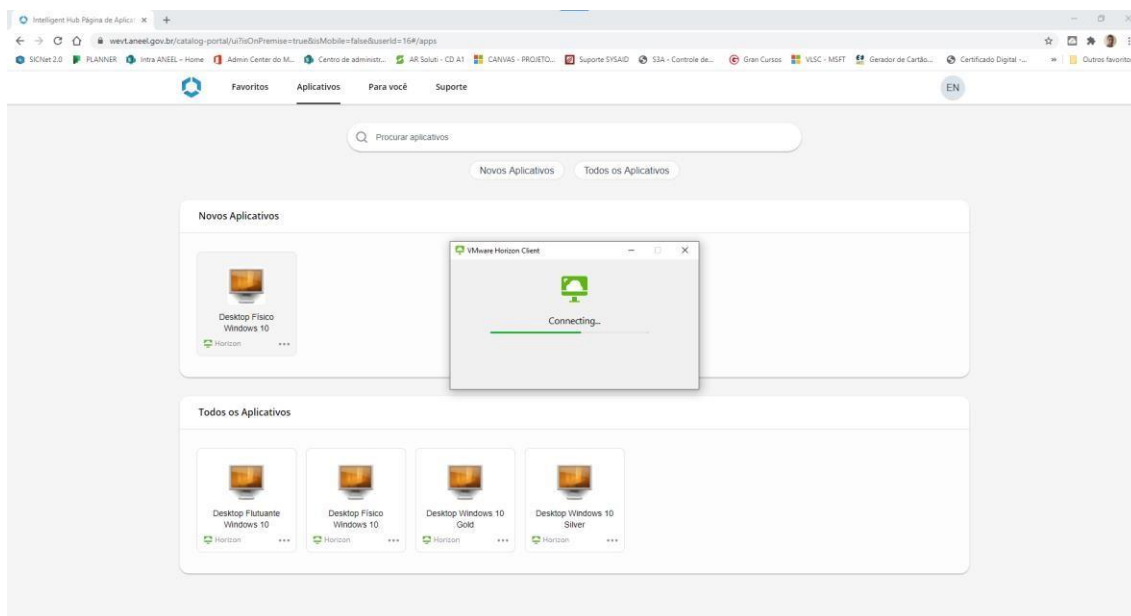 Intelligent Hub Página de Aplica
wevt.aneel.gov.br/catalog-portal/ui?isOnPremise=true&isMobile=false&userId=16#/apps
SICNet 2.0 PLANNER Intra ANEEL - Home Admin Center do M... Centro de administr... AR Soluti - CD A1 CANVAS - PROJETO... Suporte SYSAID S3A - Controle de... Gran Cursos VLSC - MSFT Gerador de Cartão... Certificado Digital -... Outros favorito
Favoritos Aplicativos Para você Suporte EN
Procurar aplicativos
Novos Aplicativos Todos os Aplicativos
Novos Aplicativos
VMware Horizon Client
Connecting...
Desktop Físico
Windows 10
Horizon
Todos os Aplicativos
Desktop Flutuante
Windows 10
Horizon
Desktop Físico
Windows 10
Horizon
Desktop Windows 10
Gold
Horizon
Desktop Windows 10
Silver
Horizon